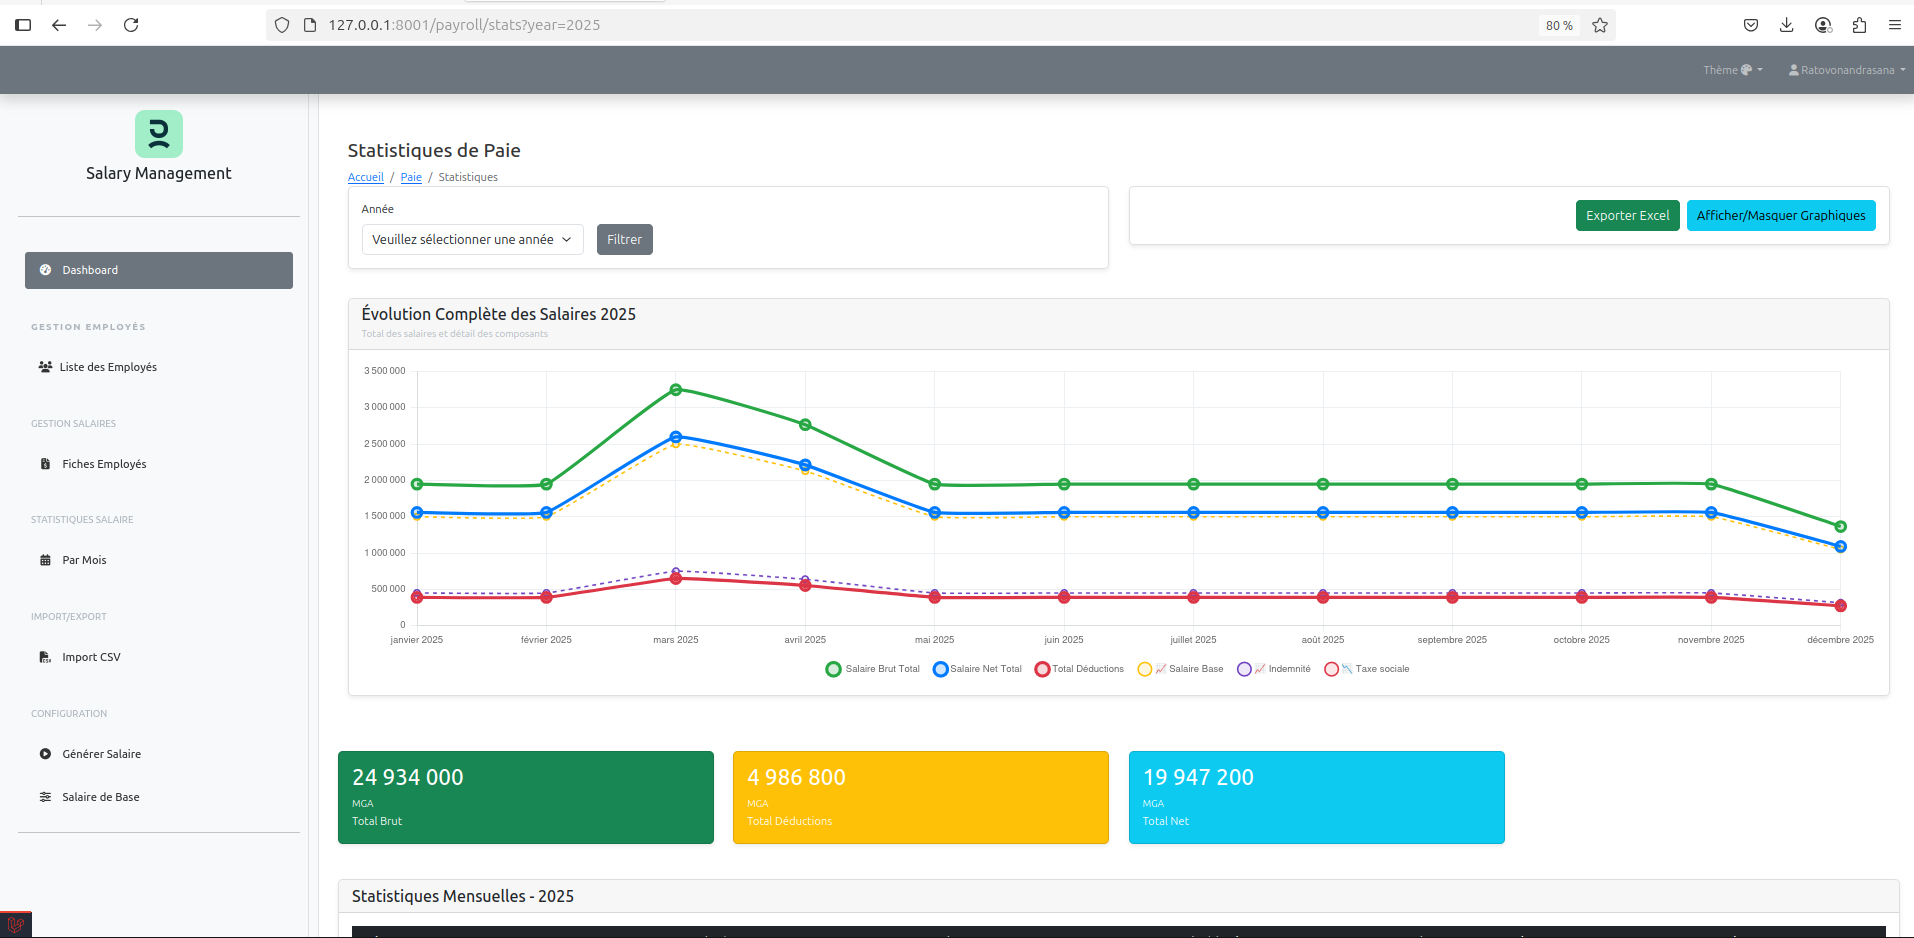 127.0.0.1:8001/payroll/stats?year=2025
80 %
Thème
Ratovonandrasana
Salary Management
Dashboard
GESTION EMPLOYÉS
Liste des Employés
GESTION SALAIRES
Fiches Employés
STATISTIQUES SALAIRE
Par Mois
IMPORT/EXPORT
Import CSV
CONFIGURATION
Générer Salaire
Salaire de Base
Statistiques de Paie
Accueil / Paie / Statistiques
Année
Veuillez sélectionner une année
Filtrer
Exporter Excel
Afficher/Masquer Graphiques
Évolution Complète des Salaires 2025
Total des salaires et détail des composants
3 500 000
3 000 000
2 500 000
2 000 000
1 500 000
1 000 000
500 000
0
janvier 2025 février 2025 mars 2025 avril 2025 mai 2025 juin 2025 juillet 2025 août 2025 septembre 2025 octobre 2025 novembre 2025 décembre 2025
Salaire Brut Total Salaire Net Total Total Déductions Salaire Base Indemnité Taxe sociale
24 934 000
MGA
Total Brut
4 986 800
MGA
Total Déductions
19 947 200
MGA
Total Net
Statistiques Mensuelles - 2025